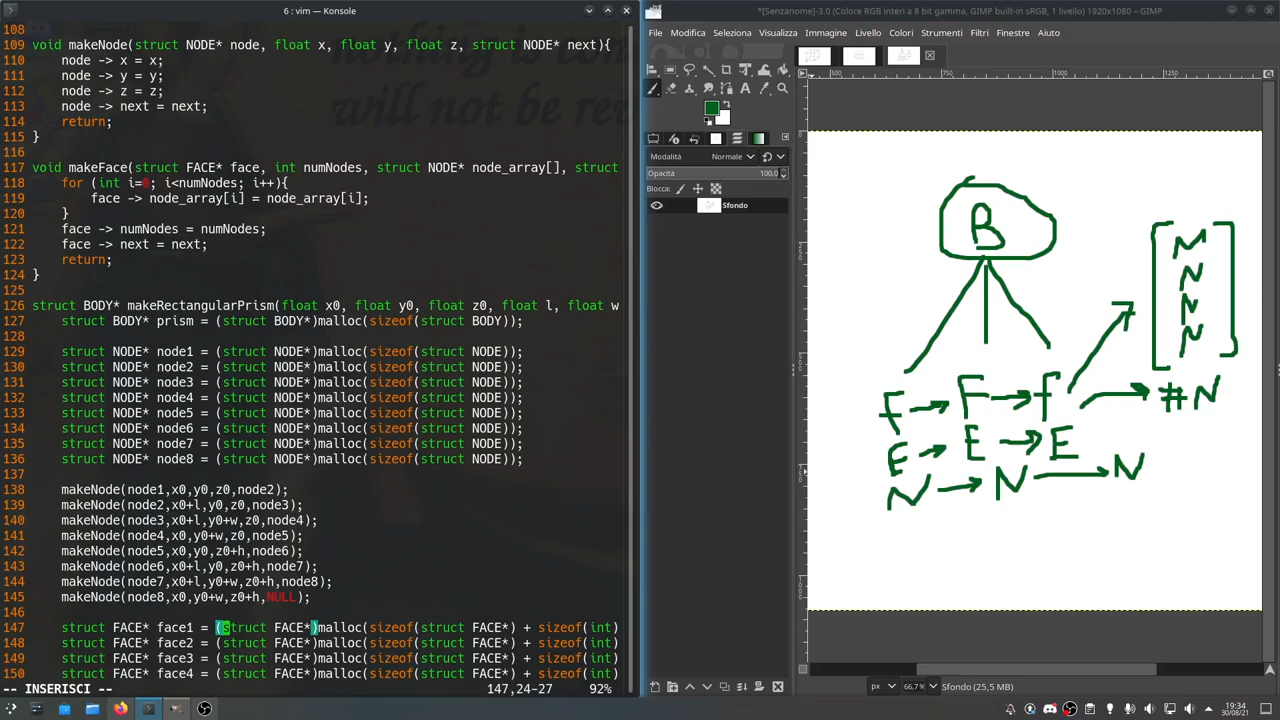 6 : vim — Konsole
108
109 void makeNode(struct NODE* node, float x, float y, float z, struct NODE* next){
110     node -> x = x;
111     node -> y = y;
112     node -> z = z;
113     node -> next = next;
114     return;
115 }
116
117 void makeFace(struct FACE* face, int numNodes, struct NODE* node_array[], struct
118     for (int i=0; i<numNodes; i++){
119         face -> node_array[i] = node_array[i];
120     }
121     face -> numNodes = numNodes;
122     face -> next = next;
123     return;
124 }
125
126 struct BODY* makeRectangularPrism(float x0, float y0, float z0, float l, float w
127     struct BODY* prism = (struct BODY*)malloc(sizeof(struct BODY));
128
129     struct NODE* node1 = (struct NODE*)malloc(sizeof(struct NODE));
130     struct NODE* node2 = (struct NODE*)malloc(sizeof(struct NODE));
131     struct NODE* node3 = (struct NODE*)malloc(sizeof(struct NODE));
132     struct NODE* node4 = (struct NODE*)malloc(sizeof(struct NODE));
133     struct NODE* node5 = (struct NODE*)malloc(sizeof(struct NODE));
134     struct NODE* node6 = (struct NODE*)malloc(sizeof(struct NODE));
135     struct NODE* node7 = (struct NODE*)malloc(sizeof(struct NODE));
136     struct NODE* node8 = (struct NODE*)malloc(sizeof(struct NODE));
137
138     makeNode(node1,x0,y0,z0,node2);
139     makeNode(node2,x0+l,y0,z0,node3);
140     makeNode(node3,x0+l,y0+w,z0,node4);
141     makeNode(node4,x0,y0+w,z0,node5);
142     makeNode(node5,x0,y0,z0+h,node6);
143     makeNode(node6,x0+l,y0,z0+h,node7);
144     makeNode(node7,x0+l,y0+w,z0+h,node8);
145     makeNode(node8,x0,y0+w,z0+h,NULL);
146
147     struct FACE* face1 = (struct FACE*)malloc(sizeof(struct FACE*) + sizeof(int)
148     struct FACE* face2 = (struct FACE*)malloc(sizeof(struct FACE*) + sizeof(int)
149     struct FACE* face3 = (struct FACE*)malloc(sizeof(struct FACE*) + sizeof(int)
150     struct FACE* face4 = (struct FACE*)malloc(sizeof(struct FACE*) + sizeof(int)
-- INSERISCI -- 147,24-27 92%
*[Senzanome]-3.0 (Colore RGB interi a 8 bit gamma, GIMP built-in sRGB, 1 livello) 1920x1080 – GIMP
File Modifica Seleziona Visualizza Immagine Livello Colori Strumenti Filtri Finestre Aiuto
500 750 1000 1250
Modalità Normale
Opacità 100,0
Blocca:
Sfondo
B
N
N
N
N
F → F → f → # N
E → E → E
N → N → N
px 66,7% Sfondo (25,5 MB)
19:34
30/08/21